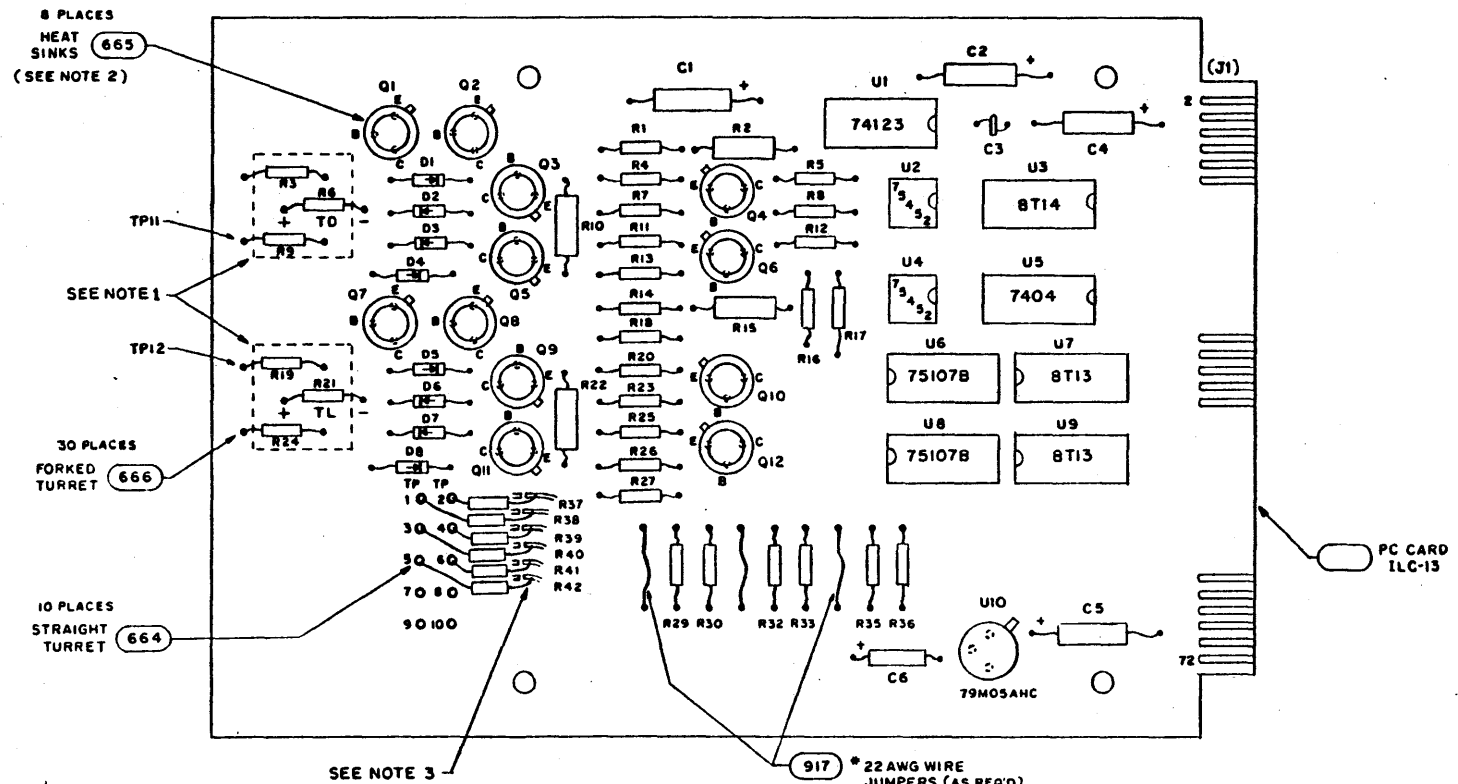 8 PLACES
HEAT SINKS 665
(SEE NOTE 2)
C1 +
C2 +
U1
74123
C3
C4 +
(J1)
2
Q1 E B C
Q2 E B C
D1
D2
D3
D4
Q3 B C E
Q5 B C E
R10
R3
R6
+ TD -
R9
TP11
SEE NOTE 1
R1
R2
R4
R5
R7
R8
R11
R12
R13
R14
R15
R16
R17
R18
Q4 E C B
Q6 E C B
U2
75452
U3
8T14
U4
75452
U5
7404
TP12
R19
R21
+ TL -
R24
Q7 E B C
Q8 E B C
D5
D6
D7
D8
Q9 B C E
Q11 B C E
R22
R20
R23
R25
R26
R27
Q10 E C B
Q12 E C B
U6
75107B
U7
8T13
U8
75107B
U9
8T13
30 PLACES
FORKED TURRET 666
TP TP
1 2
3 4
5 6
7 8
9 10
R37
R38
R39
R40
R41
R42
10 PLACES
STRAIGHT TURRET 664
R29 R30 R32 R33 R35 R36
U10
79M05AHC
C5 +
C6 +
72
PC CARD
ILC-13
SEE NOTE 3
917 * 22 AWG WIRE
JUMPERS (AS REQ'D)